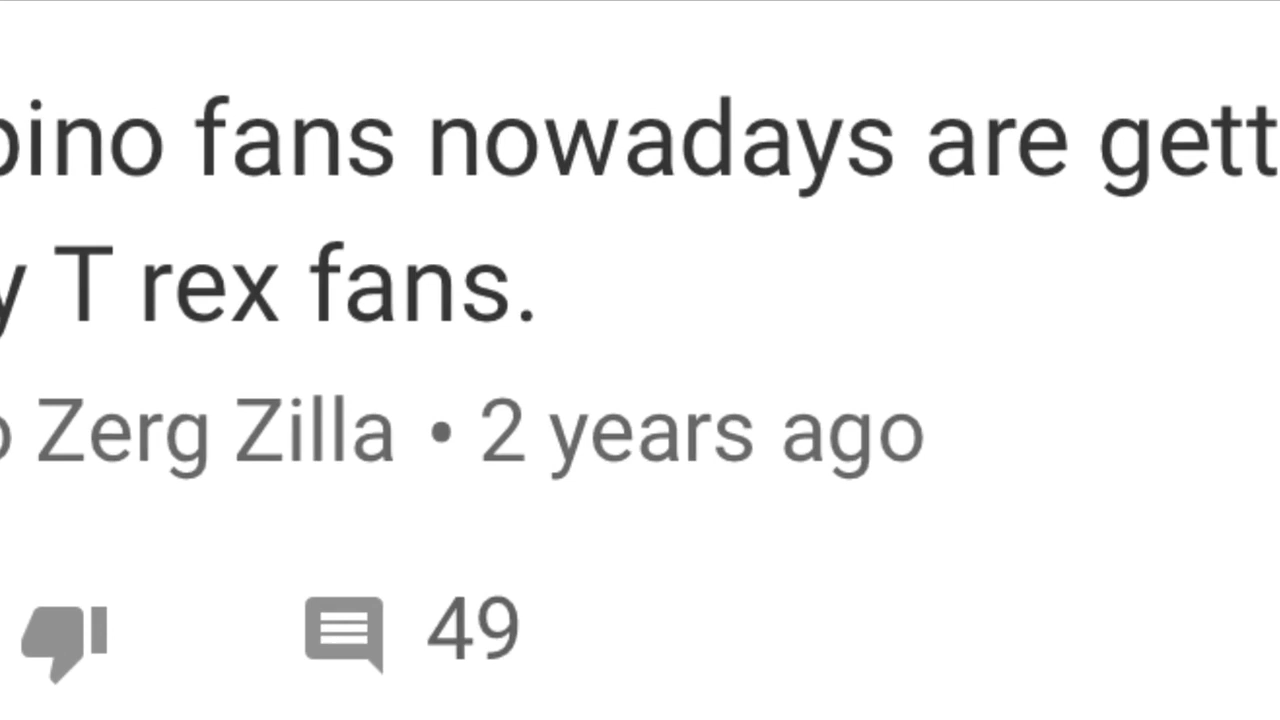 pino fans nowadays are gett
y T rex fans.
o Zerg Zilla • 2 years ago
49